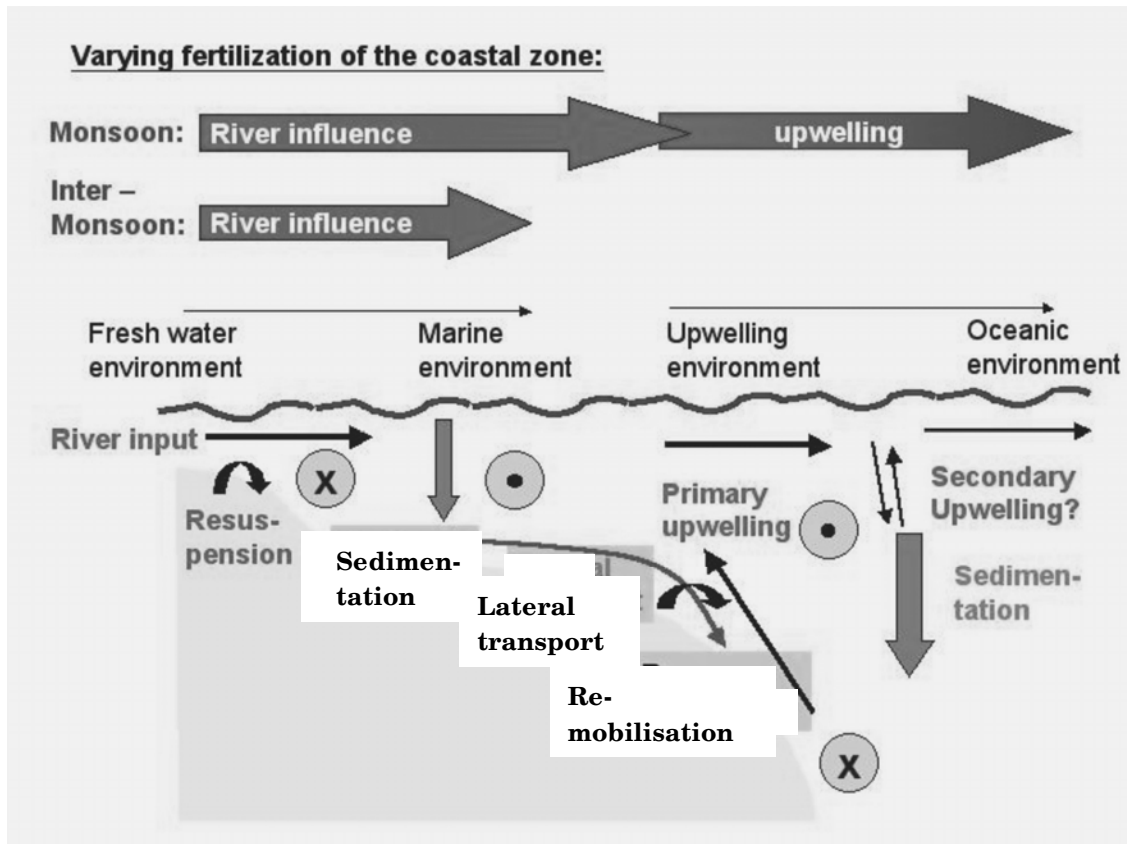 Varying fertilization of the coastal zone:
Monsoon:
River influence
upwelling
Inter –
Monsoon:
River influence
Fresh water
environment
Marine
environment
Upwelling
environment
Oceanic
environment
River input
X
Resus-
pension
Sedimen-
tation
Lateral
transport
Re-
mobilisation
Primary
upwelling
Secondary
Upwelling?
Sedimen-
tation
X